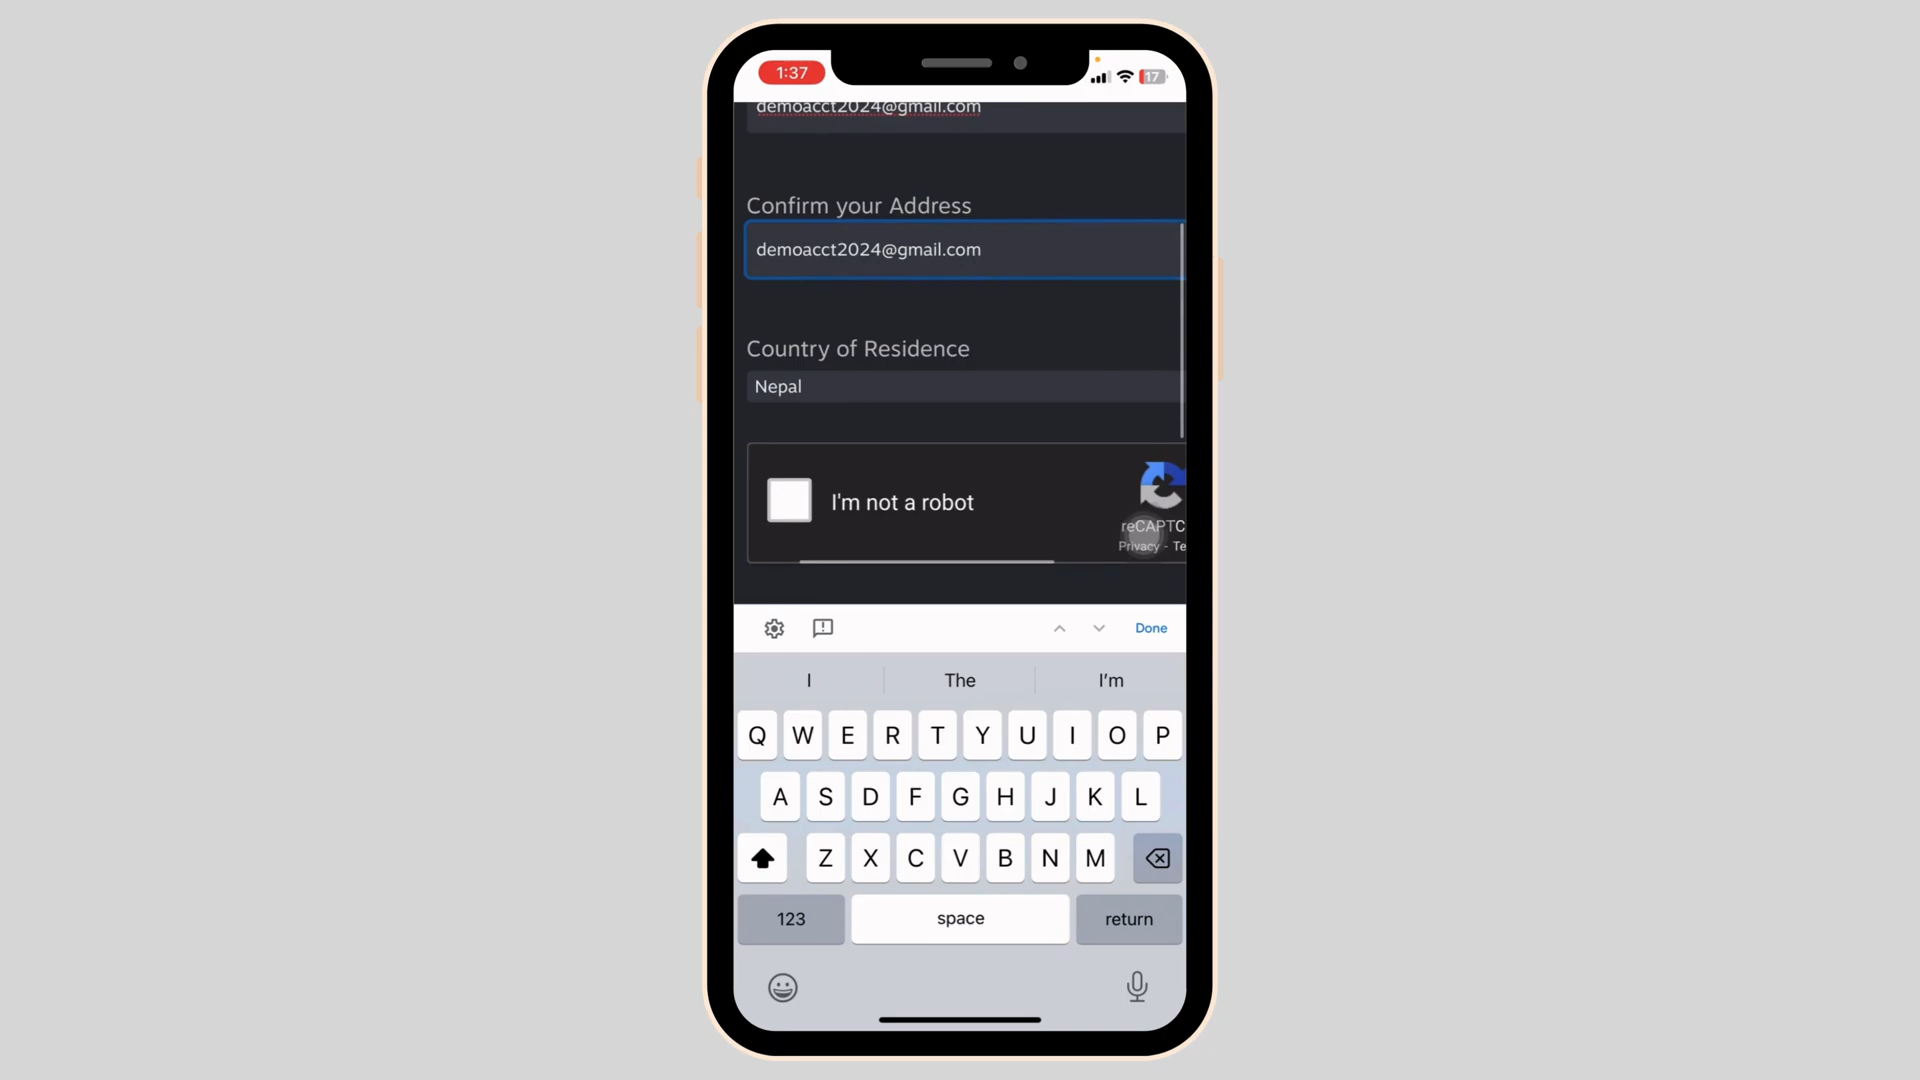 1:37
17
demoacct2024@gmail.com
Confirm your Address
demoacct2024@gmail.com
Country of Residence
Nepal
I'm not a robot
reCAPTC
Privacy - Te
Done
I The I'm
Q W E R T Y U I O P
A S D F G H J K L
Z X C V B N M
123 space return